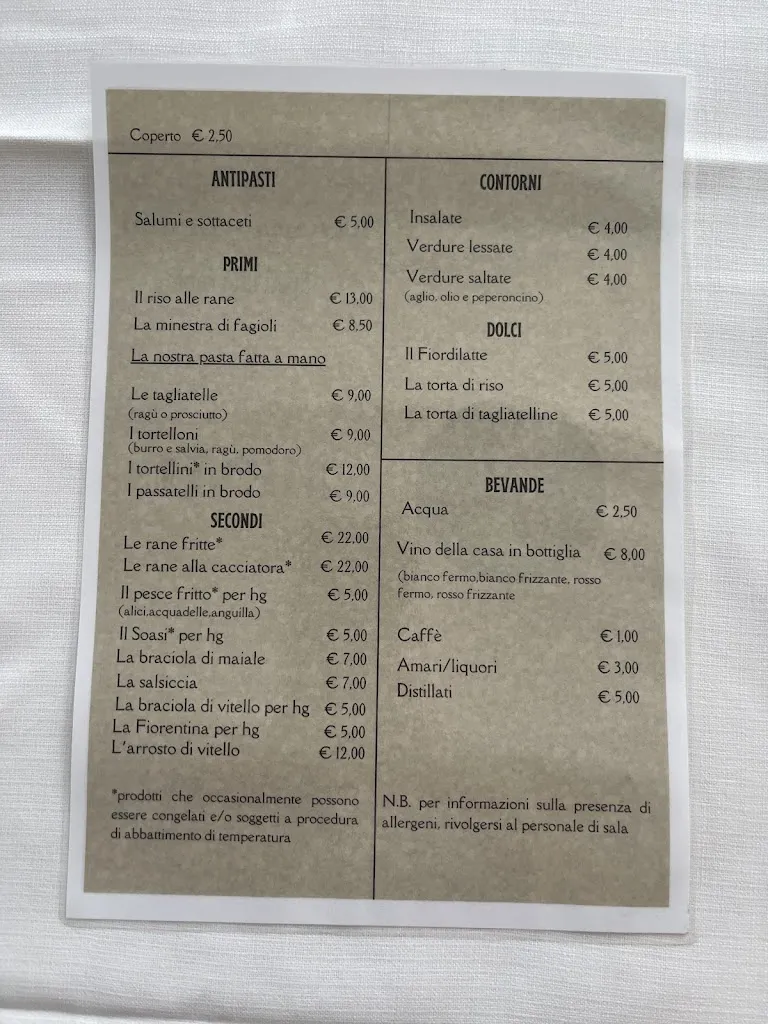 Coperto € 2,50
ANTIPASTI
Salumi e sottaceti € 5,00
PRIMI
Il riso alle rane € 13,00
La minestra di fagioli € 8,50
La nostra pasta fatta a mano
Le tagliatelle € 9,00
(ragù o prosciutto)
I tortelloni € 9,00
(burro e salvia, ragù, pomodoro)
I tortellini* in brodo € 12,00
I passatelli in brodo € 9,00
SECONDI
Le rane fritte* € 22,00
Le rane alla cacciatora* € 22,00
Il pesce fritto* per hg € 5,00
(alici,acquadelle,anguilla)
Il Soasi* per hg € 5,00
La braciola di maiale € 7,00
La salsiccia € 7,00
La braciola di vitello per hg € 5,00
La Fiorentina per hg € 5,00
L'arrosto di vitello € 12,00
*prodotti che occasionalmente possono
essere congelati e/o soggetti a procedura
di abbattimento di temperatura
CONTORNI
Insalate € 4,00
Verdure lessate € 4,00
Verdure saltate € 4,00
(aglio, olio e peperoncino)
DOLCI
Il Fiordilatte € 5,00
La torta di riso € 5,00
La torta di tagliatelline € 5,00
BEVANDE
Acqua € 2,50
Vino della casa in bottiglia € 8,00
(bianco fermo,bianco frizzante, rosso
fermo, rosso frizzante
Caffè € 1,00
Amari/liquori € 3,00
Distillati € 5,00
N.B. per informazioni sulla presenza di
allergeni, rivolgersi al personale di sala